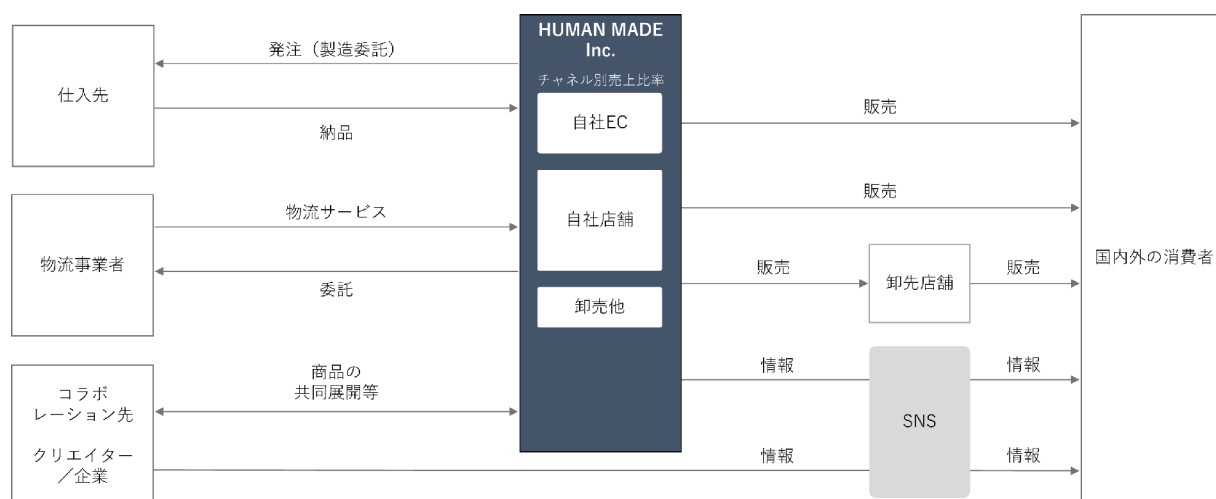 仕入先
発注（製造委託）
納品
物流事業者
物流サービス
委託
コラボ
レーション先
クリエイター
／企業
商品の
共同展開等
HUMAN MADE
Inc.
チャネル別売上比率
自社EC
自社店舗
卸売他
販売
販売
販売
卸先店舗
販売
情報
情報
SNS
情報
情報
国内外の消費者